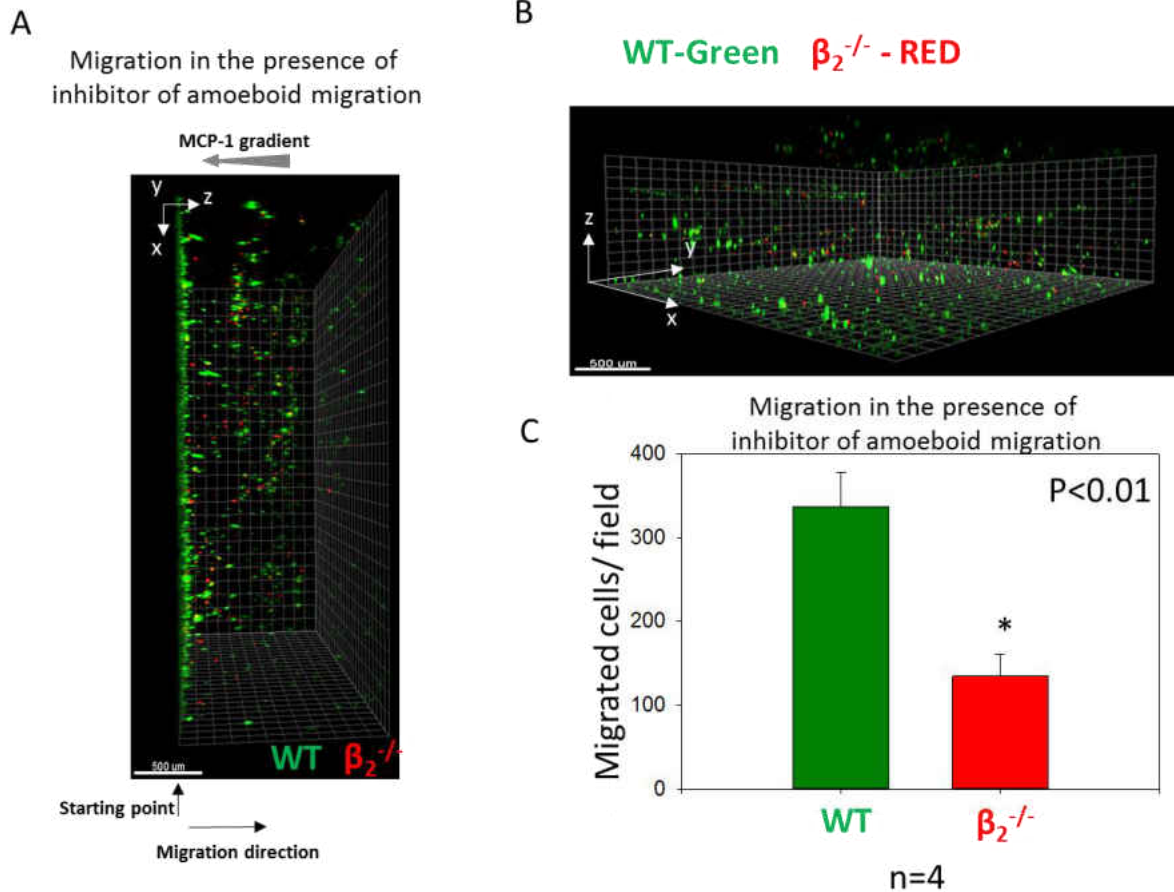 A
Migration in the presence of
inhibitor of amoeboid migration
MCP-1 gradient
y
z
x
WT β₂⁻/⁻
500 um
Starting point
Migration direction
B
WT-Green β₂⁻/⁻ - RED
z
y
x
500 um
C
Migration in the presence of
inhibitor of amoeboid migration
Migrated cells/ field
400
300
200
100
0
P<0.01
*
WT
β₂⁻/⁻
n=4